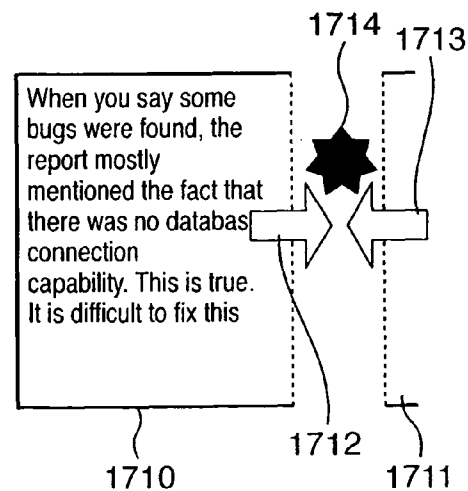 1714
1713
When you say some
bugs were found, the
report mostly
mentioned the fact that
there was no databas
connection
capability. This is true.
It is difficult to fix this
1712
1710
1711